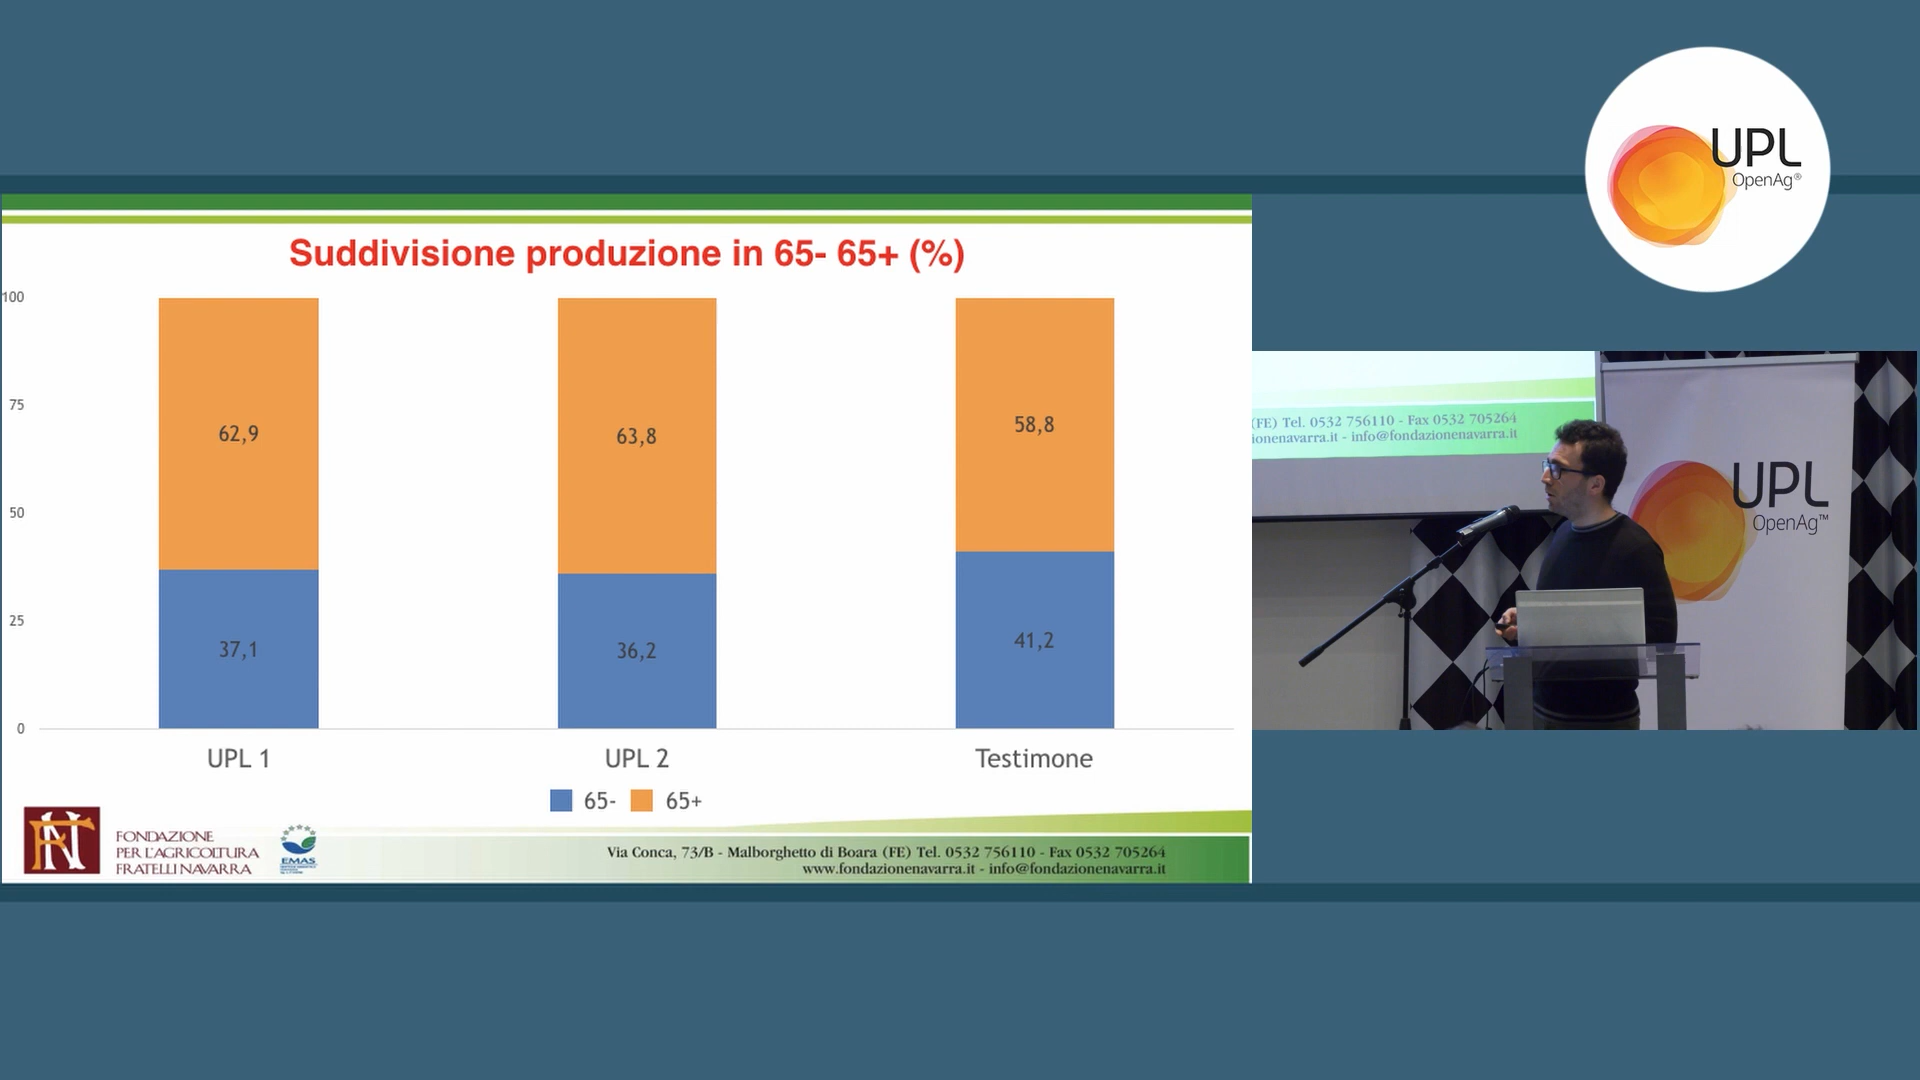 UPL
OpenAg®
Suddivisione produzione in 65- 65+ (%)
100
75
50
25
0
62,9
63,8
58,8
37,1
36,2
41,2
UPL 1
UPL 2
Testimone
65-
65+
FONDAZIONE
PER L'AGRICOLTURA
FRATELLI NAVARRA
EMAS
Via Conca, 73/B - Malborghetto di Boara (FE) Tel. 0532 756110 - Fax 0532 705264
www.fondazionenavarra.it - info@fondazionenavarra.it
(FE) Tel. 0532 756110 - Fax 0532 705264
ionenavarra.it - info@fondazionenavarra.it
UPL
OpenAg™